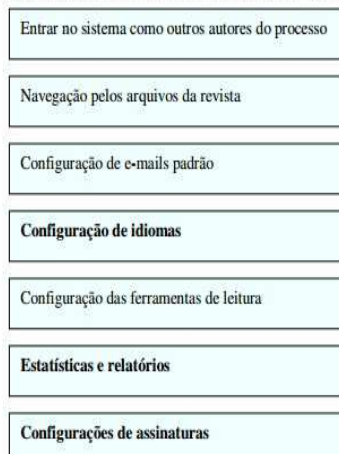 Entrar no sistema como outros autores do processo
Navegação pelos arquivos da revista
Configuração de e-mails padrão
Configuração de idiomas
Configuração das ferramentas de leitura
Estatísticas e relatórios
Configurações de assinaturas